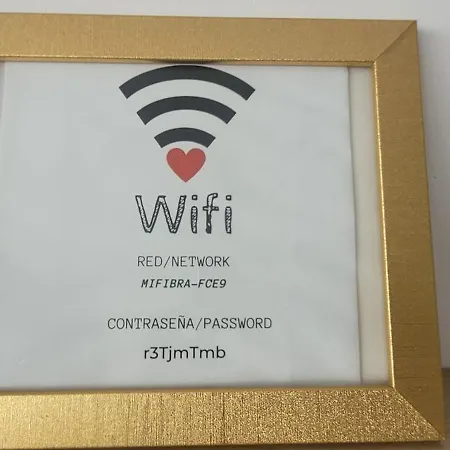 Wifi
RED/NETWORK
MIFIBRA-FCE9
CONTRASEÑA/PASSWORD
r3TjmTmb